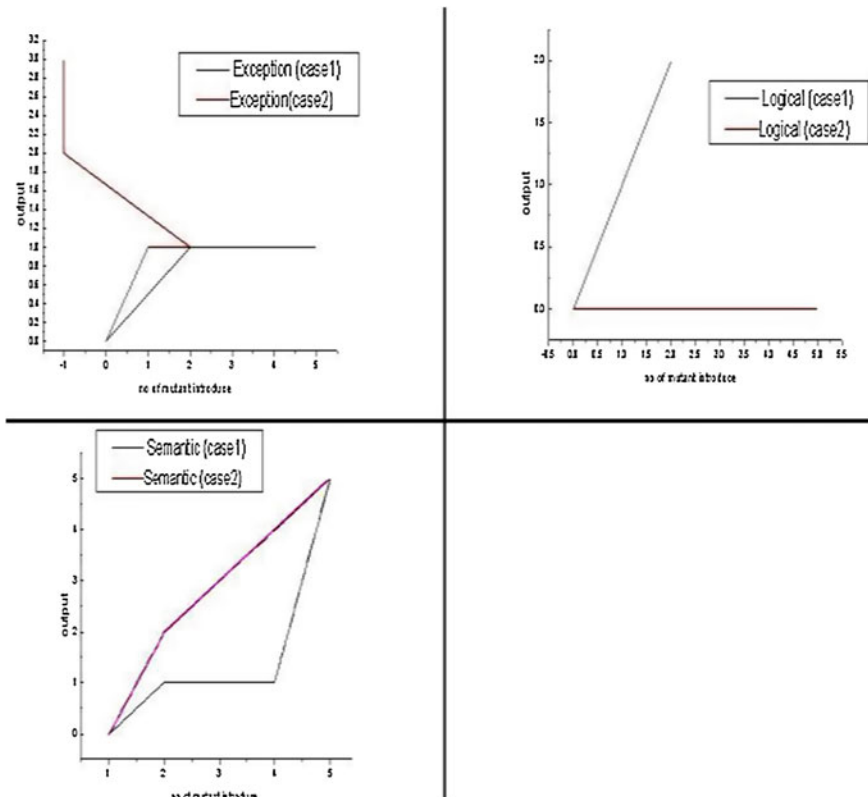 output
3.2
3.0
2.8
2.6
2.4
2.2
2.0
1.8
1.6
1.4
1.2
1.0
0.8
0.6
0.4
0.2
0.0
Exception (case1)
Exception(case2)
-1 0 1 2 3 4 5
no of mutant introduce
output
2.0
1.5
1.0
0.5
0.0
Logical (case1)
Logical (case2)
-0.5 0.0 0.5 1.0 1.5 2.0 2.5 3.0 3.5 4.0 4.5 5.0 5.5
no of mutant introduce
output
Semantic (case1)
Semantic (case2)
5
4
3
2
1
0
1 2 3 4 5
no of mutant introduce